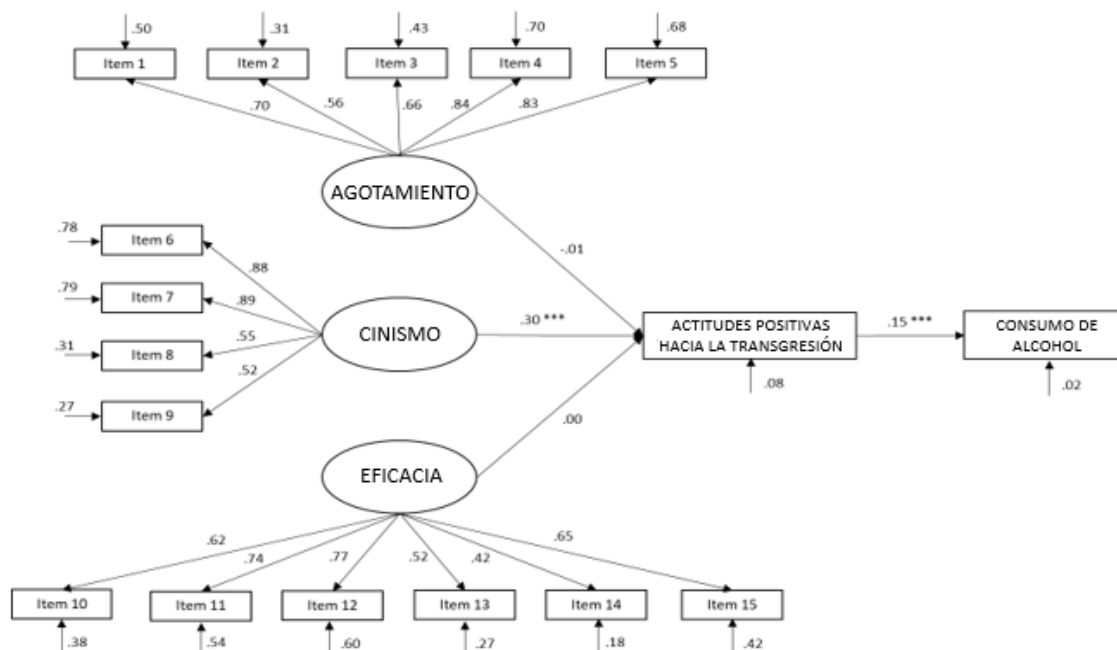 .50 .31 .43 .70 .68
Item 1 Item 2 Item 3 Item 4 Item 5
.70 .56 .66 .84 .83
AGOTAMIENTO
.78 Item 6
.88
-.01
.79 Item 7
.89
CINISMO
.30 ***
ACTITUDES POSITIVAS
HACIA LA TRANSGRESIÓN
.15 ***
CONSUMO DE
ALCOHOL
.31 Item 8
.55
.52
.08
.02
.27 Item 9
.00
EFICACIA
.62 .74 .77 .52 .42 .65
Item 10 Item 11 Item 12 Item 13 Item 14 Item 15
.38 .54 .60 .27 .18 .42